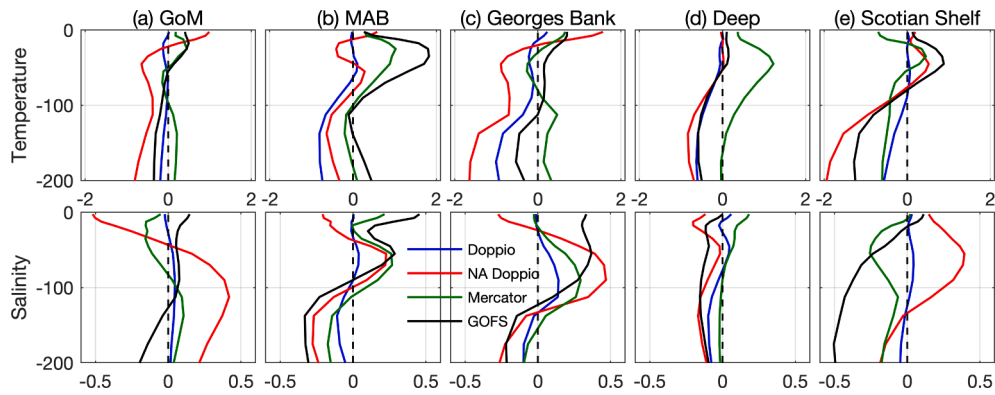 (a) GoM (b) MAB (c) Georges Bank (d) Deep (e) Scotian Shelf
Temperature
0
-100
-200
-2 0 2 -2 0 2 -2 0 2 -2 0 2 -2 0 2
Salinity
0
-100
-200
Doppio
NA Doppio
Mercator
GOFS
-0.5 0 0.5 -0.5 0 0.5 -0.5 0 0.5 -0.5 0 0.5 -0.5 0 0.5